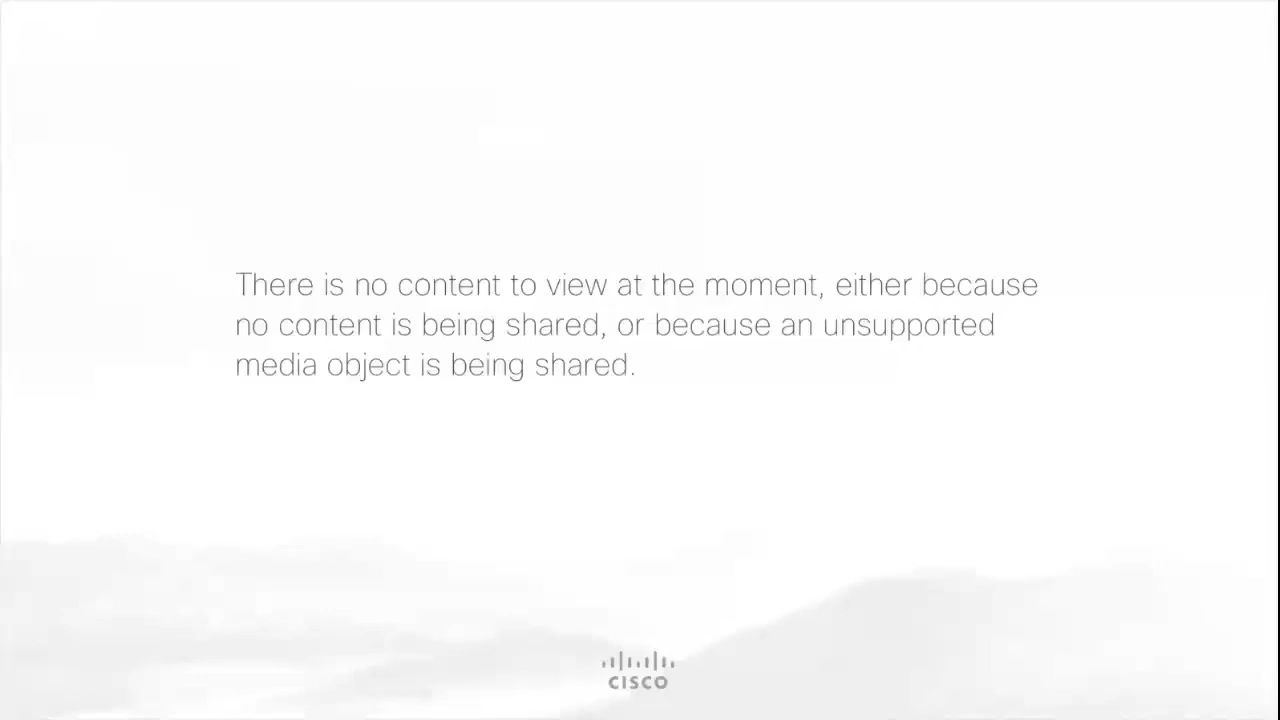 There is no content to view at the moment, either because
no content is being shared, or because an unsupported
media object is being shared.
CISCO